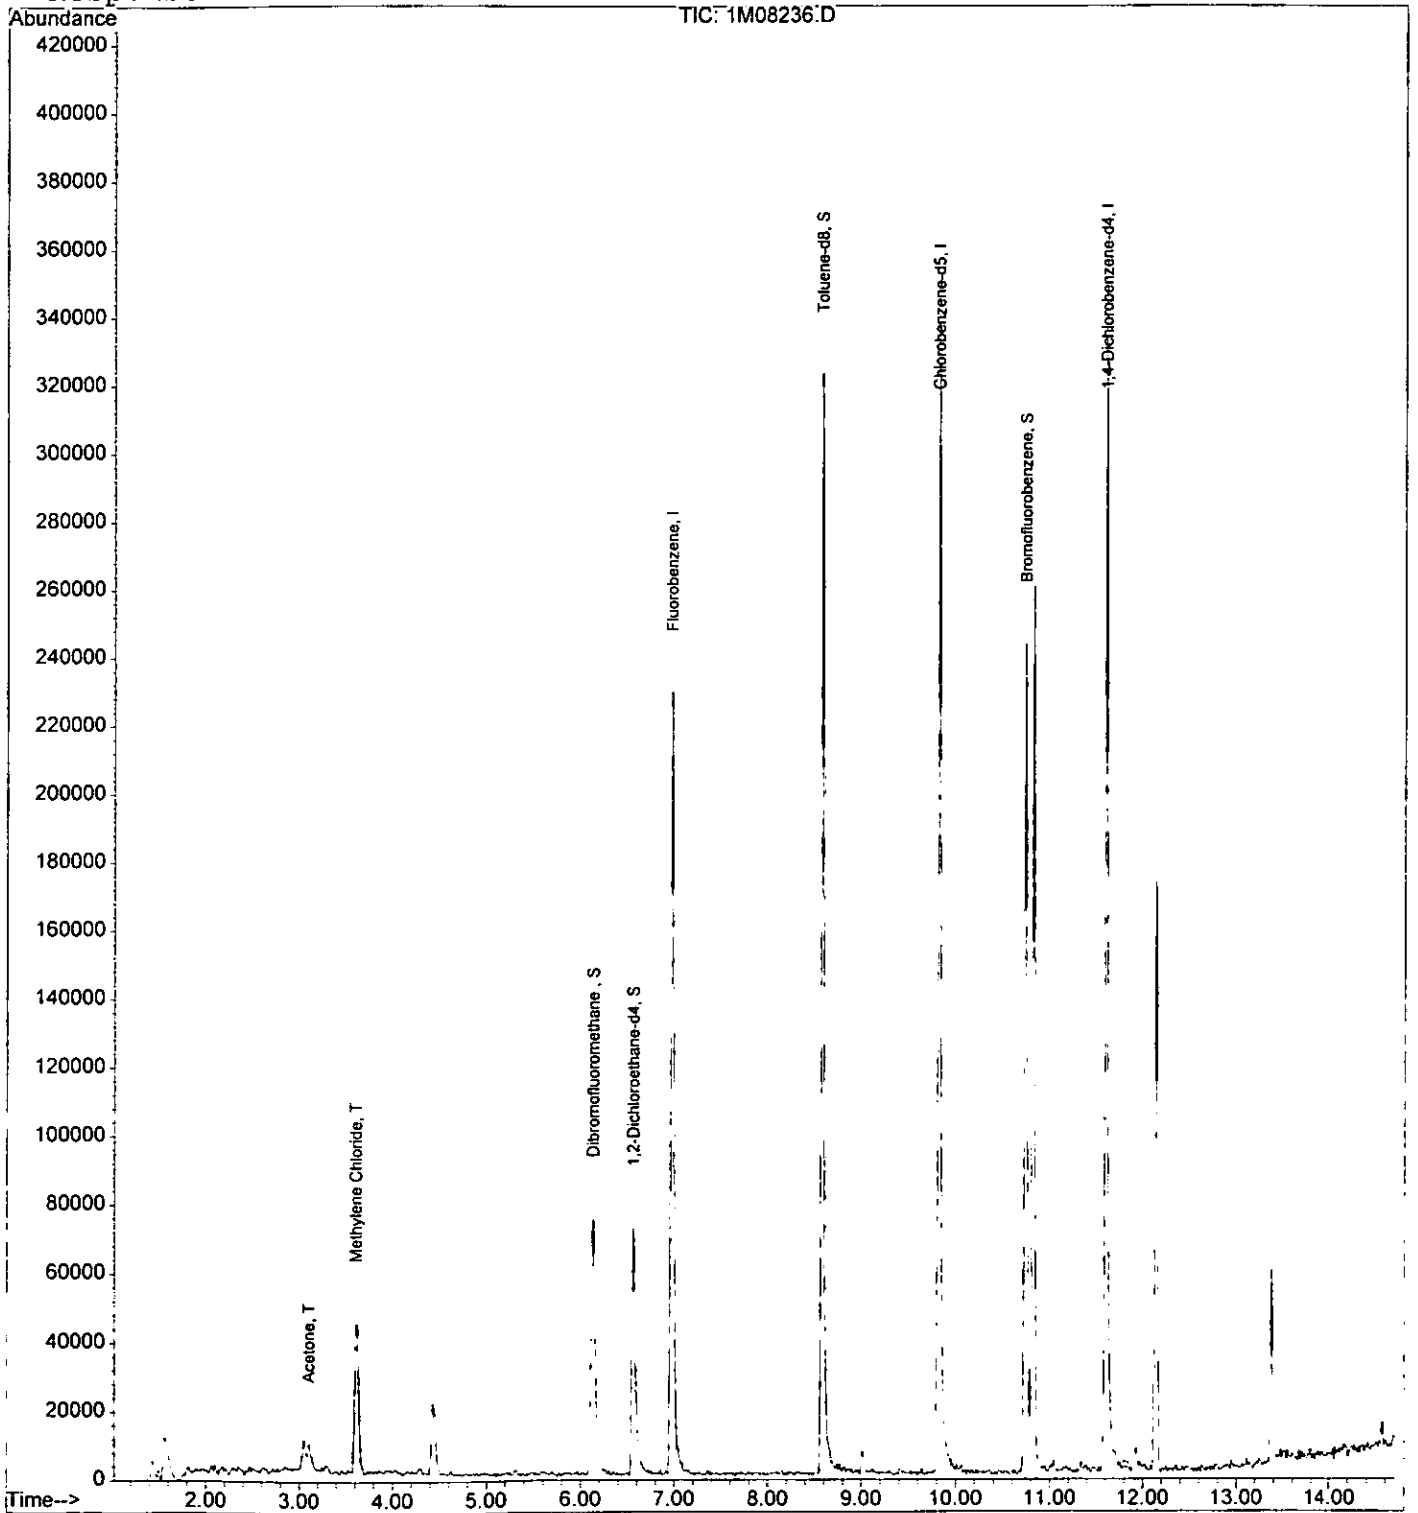 Abundance
TIC: 1M08236.D
420000
400000
380000
360000
340000
320000
300000
280000
260000
240000
220000
200000
180000
160000
140000
120000
100000
80000
60000
40000
20000
0
Acetone, T
Methylene Chloride, T
Dibromofluoromethane , S
1,2-Dichloroethane-d4, S
Fluorobenzene, I
Toluene-d8, S
Chlorobenzene-d5, I
Bromofluorobenzene, S
1,4-Dichlorobenzene-d4, I
Time--> 2.00 3.00 4.00 5.00 6.00 7.00 8.00 9.00 10.00 11.00 12.00 13.00 14.00